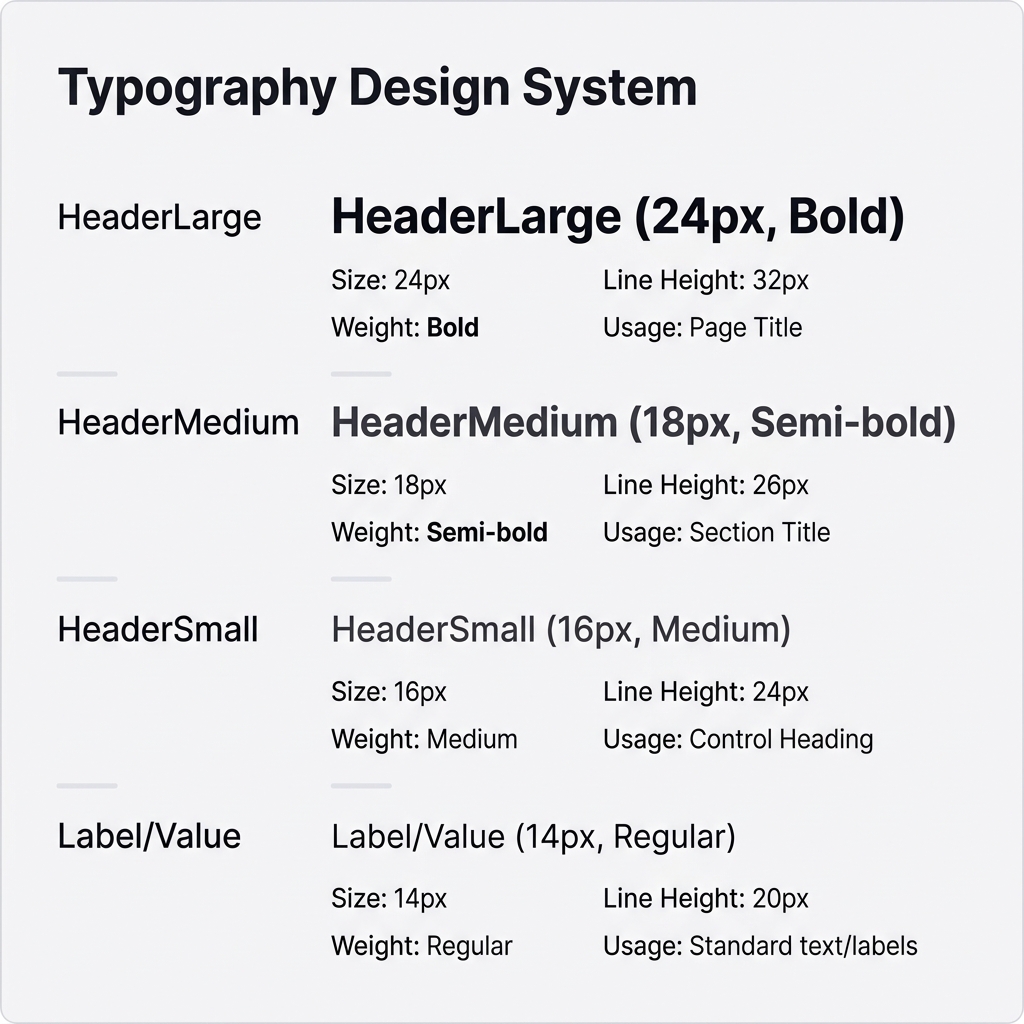 Typography Design System
HeaderLarge
HeaderLarge (24px, Bold)
Size: 24px
Line Height: 32px
Weight: Bold
Usage: Page Title
HeaderMedium
HeaderMedium (18px, Semi-bold)
Size: 18px
Line Height: 26px
Weight: Semi-bold
Usage: Section Title
HeaderSmall
HeaderSmall (16px, Medium)
Size: 16px
Line Height: 24px
Weight: Medium
Usage: Control Heading
Label/Value
Label/Value (14px, Regular)
Size: 14px
Line Height: 20px
Weight: Regular
Usage: Standard text/labels